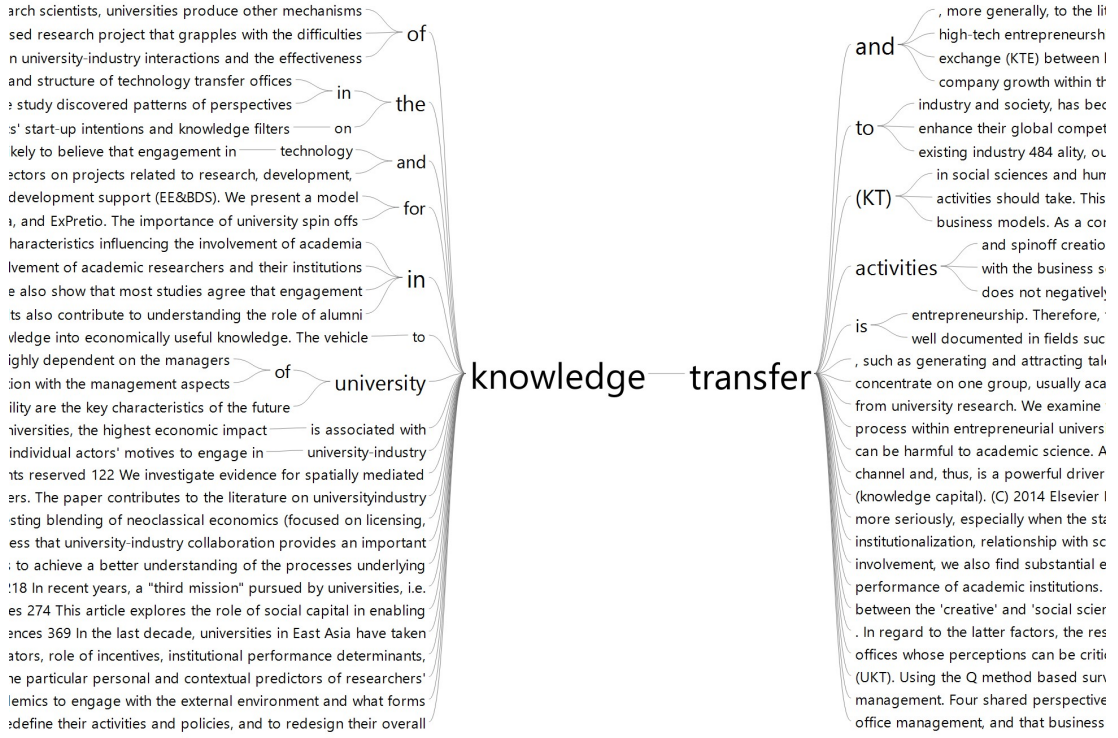 arch scientists, universities produce other mechanisms
sed research project that grapples with the difficulties
n university-industry interactions and the effectiveness
of
and structure of technology transfer offices
e study discovered patterns of perspectives
in
s' start-up intentions and knowledge filters
on
the
kely to believe that engagement in
technology
ectors on projects related to research, development,
and
development support (EE&BDS). We present a model
a, and ExPretio. The importance of university spin offs
for
haracteristics influencing the involvement of academia
lvement of academic researchers and their institutions
e also show that most studies agree that engagement
ts also contribute to understanding the role of alumni
in
wledge into economically useful knowledge. The vehicle
to
ighly dependent on the managers
tion with the management aspects
of
ility are the key characteristics of the future
university
niversities, the highest economic impact
is associated with
individual actors' motives to engage in
university-industry
nts reserved 122 We investigate evidence for spatially mediated
ers. The paper contributes to the literature on universityindustry
sting blending of neoclassical economics (focused on licensing,
ess that university-industry collaboration provides an important
s to achieve a better understanding of the processes underlying
218 In recent years, a "third mission" pursued by universities, i.e.
es 274 This article explores the role of social capital in enabling
ences 369 In the last decade, universities in East Asia have taken
ators, role of incentives, institutional performance determinants,
he particular personal and contextual predictors of researchers'
demics to engage with the external environment and what forms
edefine their activities and policies, and to redesign their overall
knowledge transfer
and
, more generally, to the lit
high-tech entrepreneursh
exchange (KTE) between
company growth within th
to
industry and society, has bec
enhance their global compet
existing industry 484 ality, ou
(KT)
in social sciences and hum
activities should take. This
business models. As a cor
activities
and spinoff creatio
with the business s
does not negatively
is
entrepreneurship. Therefore,
well documented in fields suc
, such as generating and attracting tale
concentrate on one group, usually aca
from university research. We examine
process within entrepreneurial univers
can be harmful to academic science. A
channel and, thus, is a powerful driver
(knowledge capital). (C) 2014 Elsevier
more seriously, especially when the sta
institutionalization, relationship with sc
involvement, we also find substantial e
performance of academic institutions.
between the 'creative' and 'social scier
. In regard to the latter factors, the res
offices whose perceptions can be critic
(UKT). Using the Q method based surv
management. Four shared perspective
office management, and that business